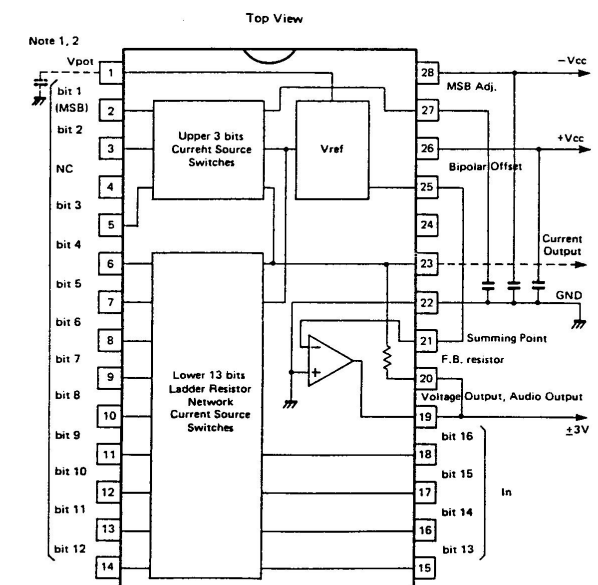 Top View
Note 1, 2
Vpot
bit 1
(MSB)
bit 2
NC
bit 3
bit 4
bit 5
bit 6
bit 7
bit 8
bit 9
bit 10
bit 11
bit 12
1
2
3
4
5
6
7
8
9
10
11
12
13
14
Upper 3 bits
Current Source
Switches
Vref
Lower 13 bits
Ladder Resistor
Network
Current Source
Switches
−
+
28
27
26
25
24
23
22
21
20
19
18
17
16
15
−Vcc
MSB Adj.
+Vcc
Bipolar Offset
Current
Output
GND
Summing Point
F.B. resistor
Voltage Output, Audio Output
±3V
bit 16
bit 15
bit 14
bit 13
In